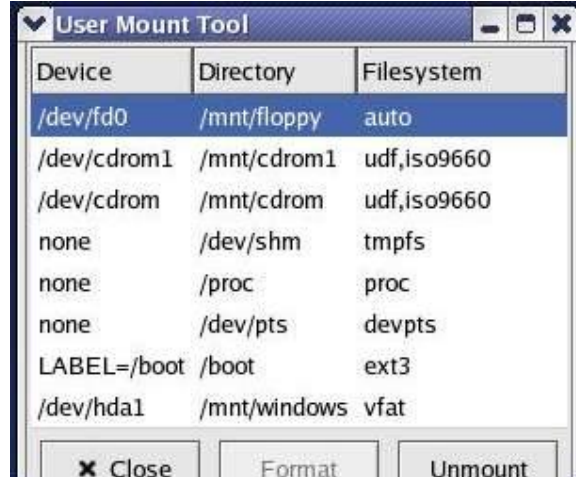 User Mount Tool
Device Directory Filesystem
/dev/fd0 /mnt/floppy auto
/dev/cdrom1 /mnt/cdrom1 udf,iso9660
/dev/cdrom /mnt/cdrom udf,iso9660
none /dev/shm tmpfs
none /proc proc
none /dev/pts devpts
LABEL=/boot /boot ext3
/dev/hda1 /mnt/windows vfat
Close Format Unmount